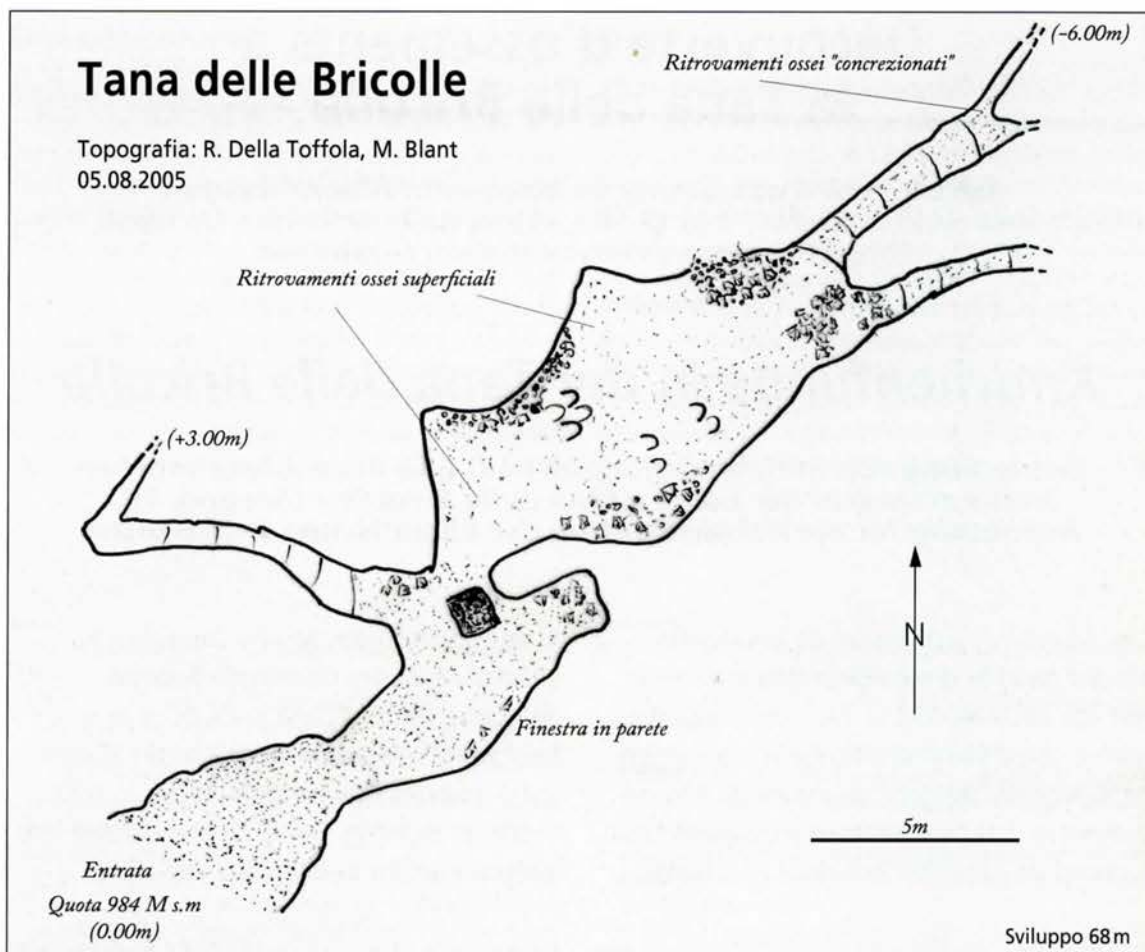 Tana delle Bricolle
Topografia: R. Della Toffola, M. Blant
05.08.2005
(-6.00m)
Ritrovamenti ossei "concrezionati"
Ritrovamenti ossei superficiali
(+3.00m)
N
Finestra in parete
5m
Entrata
Quota 984 M s.m
(0.00m)
Sviluppo 68m